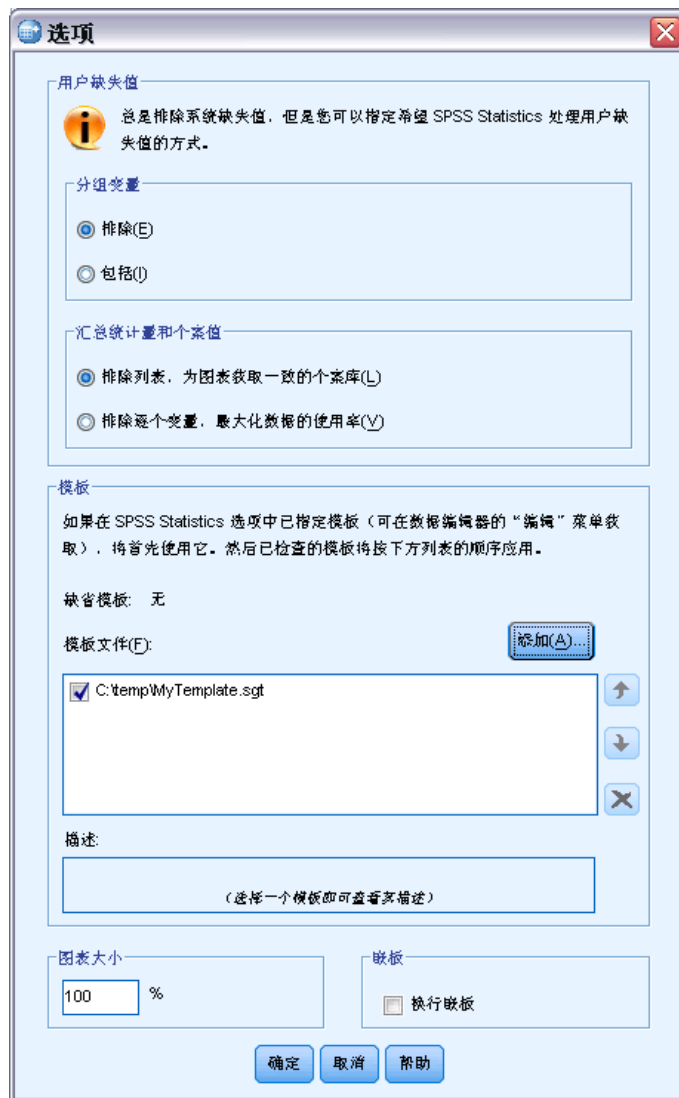 选项
用户缺失值
总是排除系统缺失值，但是您可以指定希望 SPSS Statistics 处理用户缺
失值的方式。
分组变量
排除(E)
包括(I)
汇总统计量和个案值
排除列表，为图表获取一致的个案库(L)
排除逐个变量，最大化数据的使用率(V)
模板
如果在 SPSS Statistics 选项中已指定模板（可在数据编辑器的“编辑”菜单获
取），将首先使用它。然后已检查的模板将按下方列表的顺序应用。
缺省模板: 无
模板文件(F):
添加(A)...
C:\temp\MyTemplate.sgt
描述:
（选择一个模板即可查看其描述）
图表大小
100 %
嵌板
换行嵌板
确定 取消 帮助